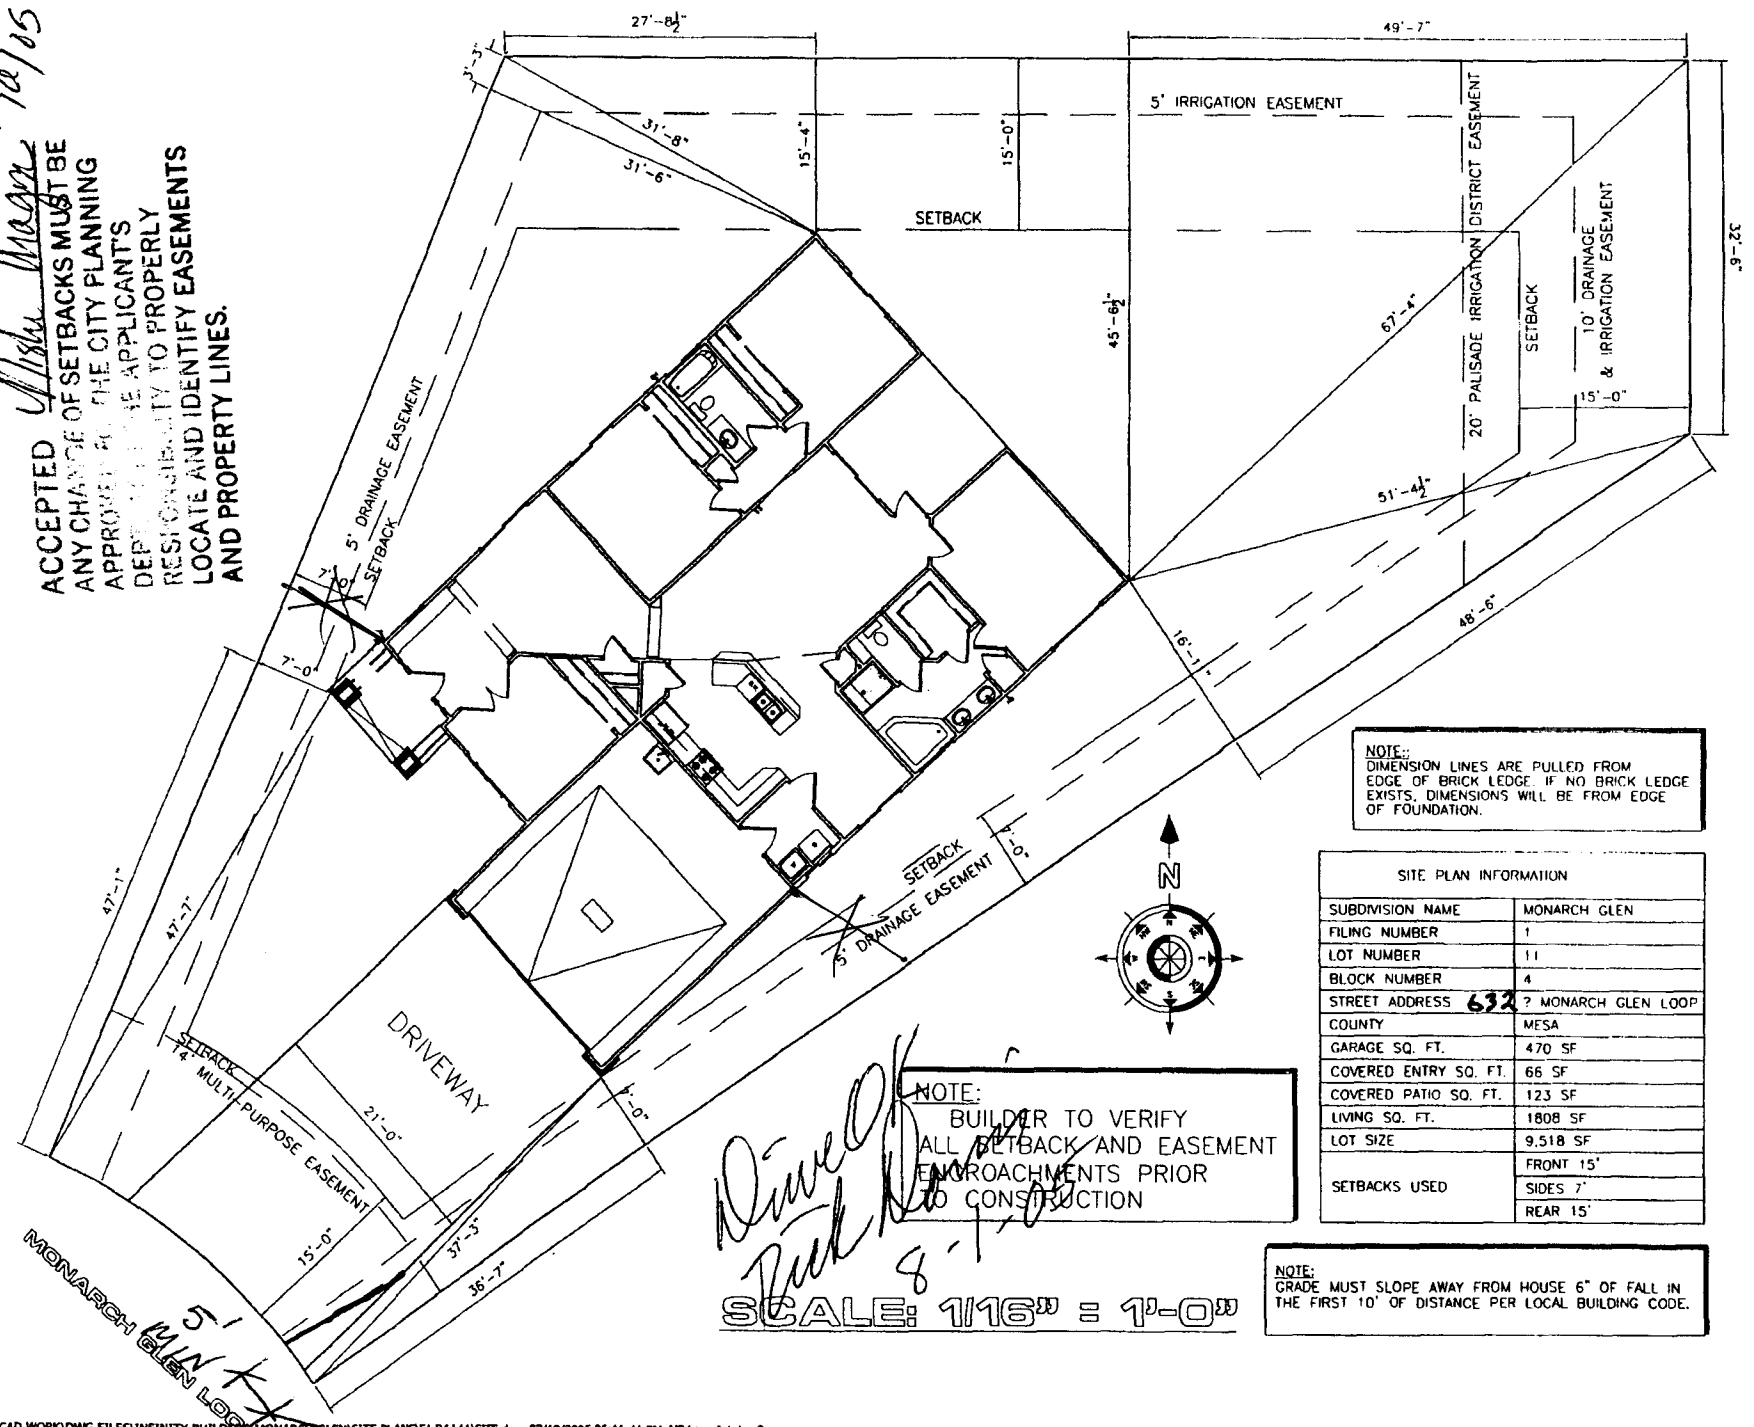 27'-8½"
49'-7"
3'-3"
31'-8"
31'-6"
15'-4"
15'-0"
5' IRRIGATION EASEMENT
SETBACK
45'-6½"
67'-4"
20' PALISADE IRRIGATION DISTRICT EASEMENT
SETBACK
10' DRAINAGE
& IRRIGATION EASEMENT
15'-0"
32'-6"
51'-4½"
48'-6"
16'-1"
ACCEPTED
ANY CHANGE OF SETBACKS MUST BE
APPROVED BY THE CITY PLANNING
DEPT. THE APPLICANT'S
RESPONSIBILITY TO PROPERLY
LOCATE AND IDENTIFY EASEMENTS
AND PROPERTY LINES.
5' DRAINAGE EASEMENT
SETBACK
7'-0"
7'-0"
47'-1"
47'-7"
SETBACK
14'
MULTI-PURPOSE EASEMENT
DRIVEWAY
21'-0"
15'-0"
37'-3"
36'-7"
7'-0"
SETBACK
5' DRAINAGE EASEMENT
7'-0"
MONARCH GLEN LOOP
5'
MIN
N
NOTE::
DIMENSION LINES ARE PULLED FROM
EDGE OF BRICK LEDGE. IF NO BRICK LEDGE
EXISTS, DIMENSIONS WILL BE FROM EDGE
OF FOUNDATION.
SITE PLAN INFORMATION
SUBDIVISION NAME MONARCH GLEN
FILING NUMBER 1
LOT NUMBER 11
BLOCK NUMBER 4
STREET ADDRESS 632 ? MONARCH GLEN LOOP
COUNTY MESA
GARAGE SQ. FT. 470 SF
COVERED ENTRY SQ. FT. 66 SF
COVERED PATIO SQ. FT. 123 SF
LIVING SQ. FT. 1808 SF
LOT SIZE 9,518 SF
SETBACKS USED FRONT 15'
SIDES 7'
REAR 15'
NOTE:
BUILDER TO VERIFY
ALL SETBACK AND EASEMENT
ENCROACHMENTS PRIOR
TO CONSTRUCTION
Drive OK
Rick
8-1-05
SCALE: 1/16" = 1'-0"
NOTE:
GRADE MUST SLOPE AWAY FROM HOUSE 6" OF FALL IN
THE FIRST 10' OF DISTANCE PER LOCAL BUILDING CODE.